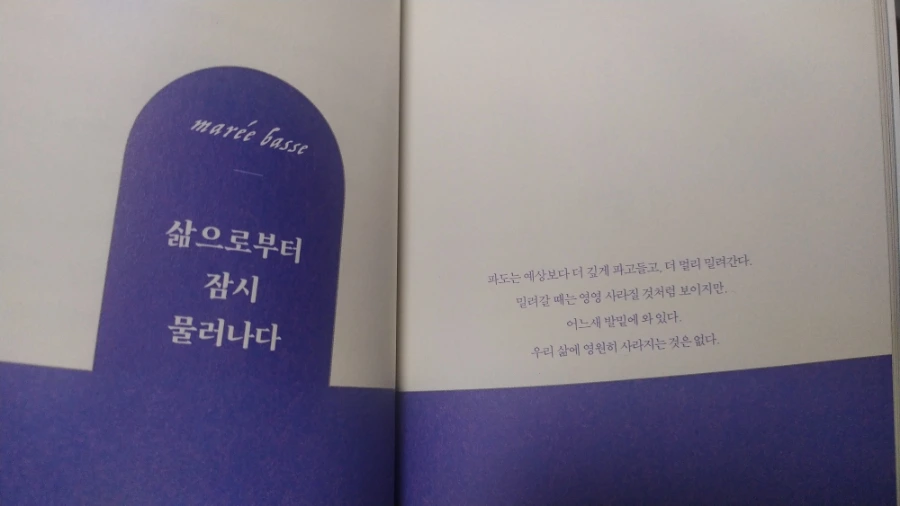 marée basse
삶으로부터
잠시
물러나다
파도는 예상보다 더 깊게 파고들고, 더 멀리 밀려간다.
밀려갈 때는 영영 사라질 것처럼 보이지만,
어느새 발밑에 와 있다.
우리 삶에 영원히 사라지는 것은 없다.